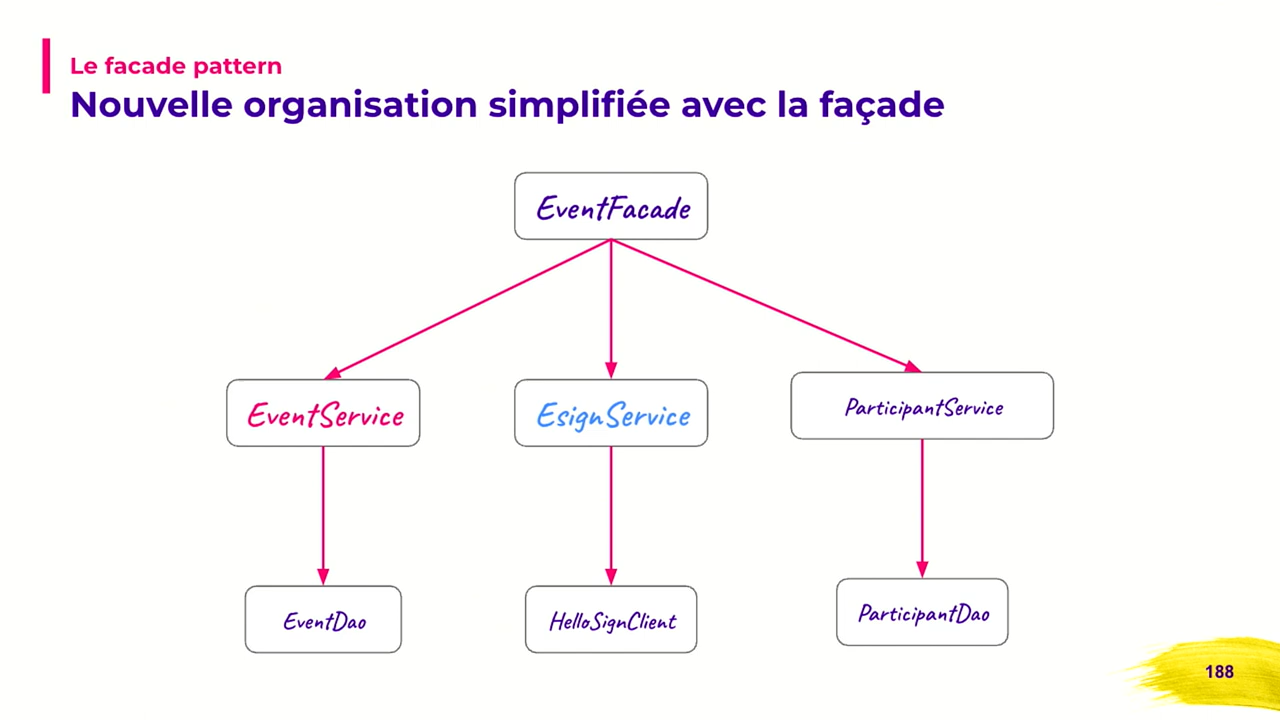 Le facade pattern
Nouvelle organisation simplifiée avec la façade
EventFacade
EventService
EsignService
ParticipantService
EventDao
HelloSignClient
ParticipantDao
188